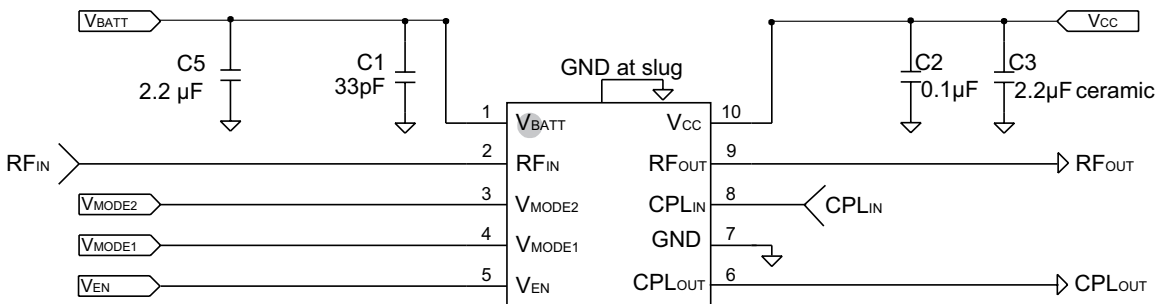 VBATT
VCC
C5
2.2 µF
C1
33pF
GND at slug
C2
0.1µF
C3
2.2µF ceramic
1
VBATT
VCC
10
RFIN
2
RFIN
RFOUT
9
RFOUT
VMODE2
3
VMODE2
CPLIN
8
CPLIN
VMODE1
4
VMODE1
GND
7
VEN
5
VEN
CPLOUT
6
CPLOUT